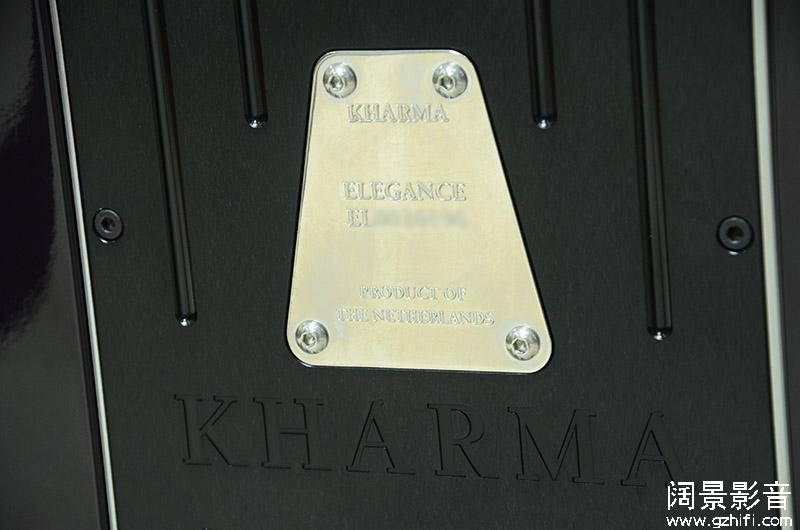 KHARMA
ELEGANCE
PRODUCT OF
THE NETHERLANDS
KHARMA
阔景影音
www.gzhifi.com